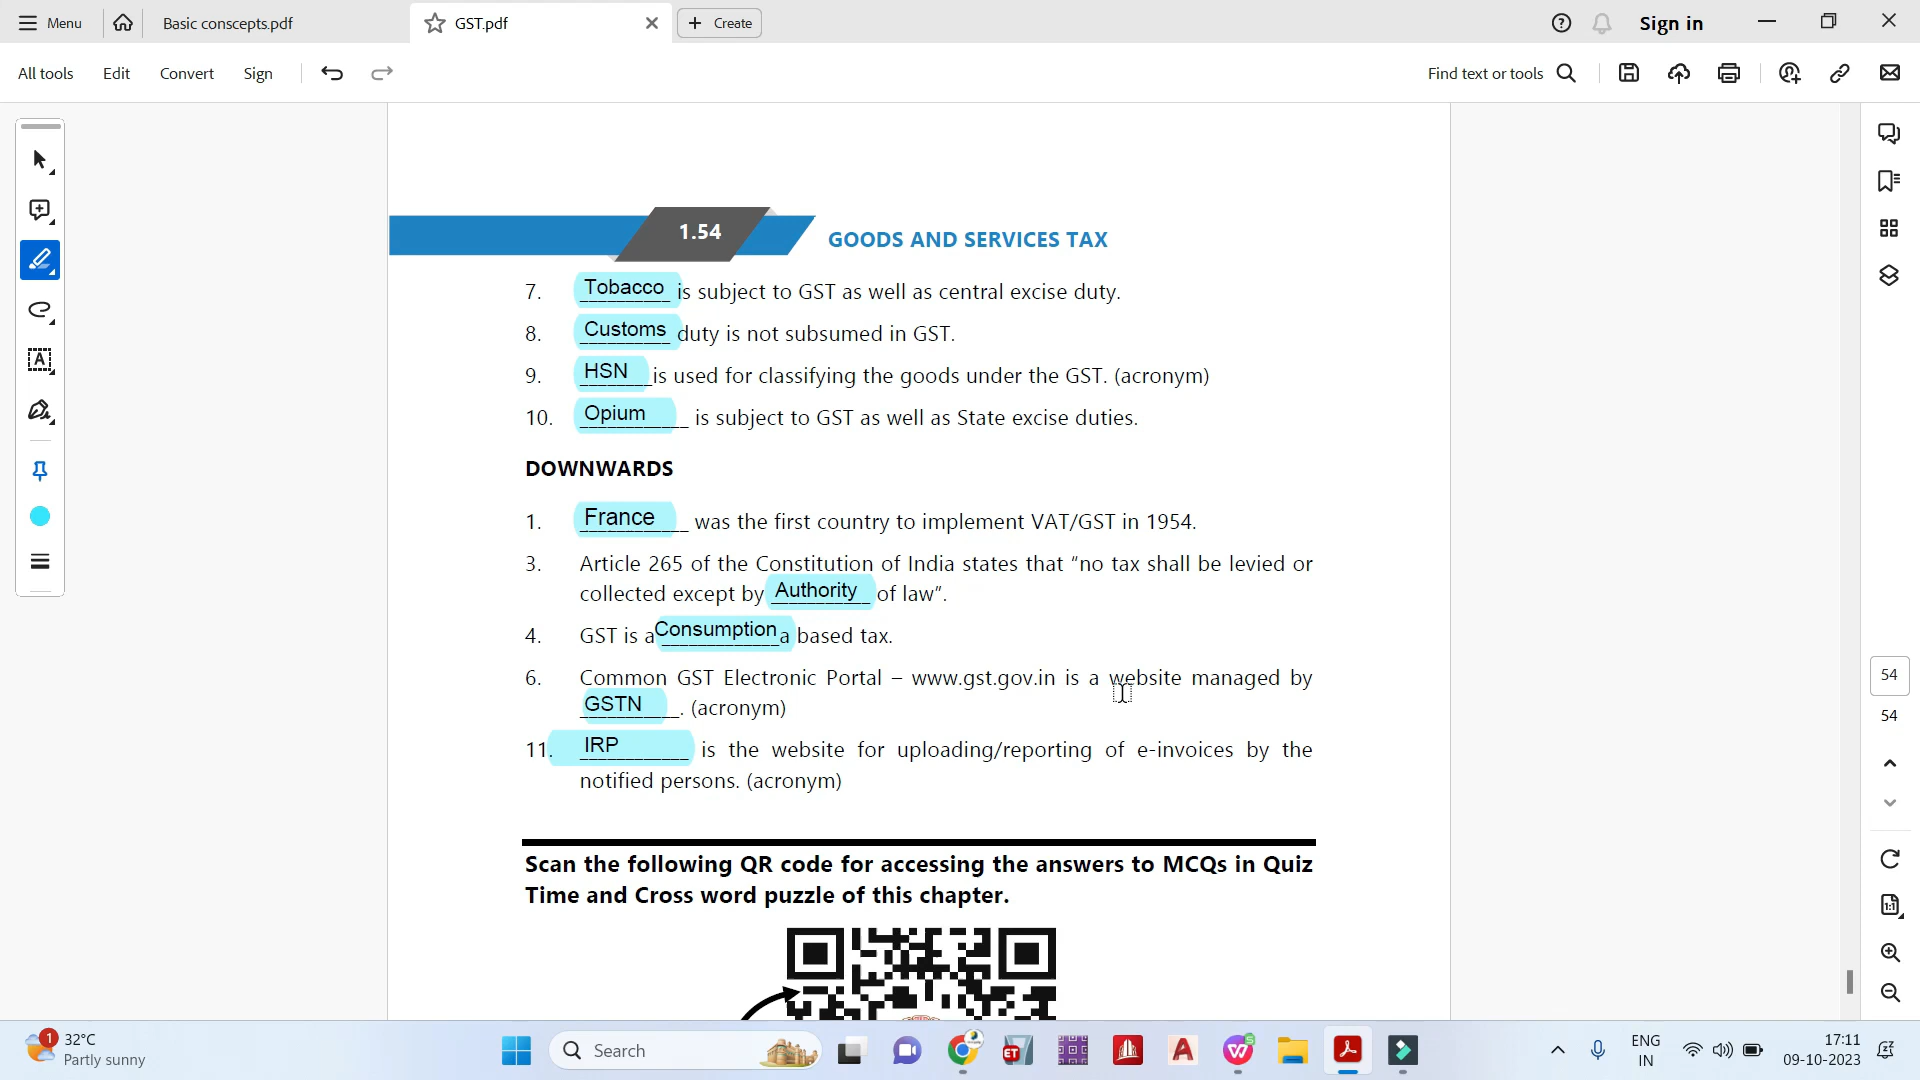 Menu
Basic conscepts.pdf
GST.pdf
Create
Sign in
All tools
Edit
Convert
Sign
Find text or tools
1.54
GOODS AND SERVICES TAX
7. Tobacco is subject to GST as well as central excise duty.
8. Customs duty is not subsumed in GST.
9. HSN is used for classifying the goods under the GST. (acronym)
10. Opium is subject to GST as well as State excise duties.
DOWNWARDS
1. France was the first country to implement VAT/GST in 1954.
3. Article 265 of the Constitution of India states that “no tax shall be levied or
collected except by Authority of law”.
4. GST is a Consumption a based tax.
6. Common GST Electronic Portal – www.gst.gov.in is a website managed by
GSTN. (acronym)
11. IRP is the website for uploading/reporting of e-invoices by the
notified persons. (acronym)
Scan the following QR code for accessing the answers to MCQs in Quiz
Time and Cross word puzzle of this chapter.
54
54
1
32°C
Partly sunny
Search
ET
ENG
IN
17:11
09-10-2023